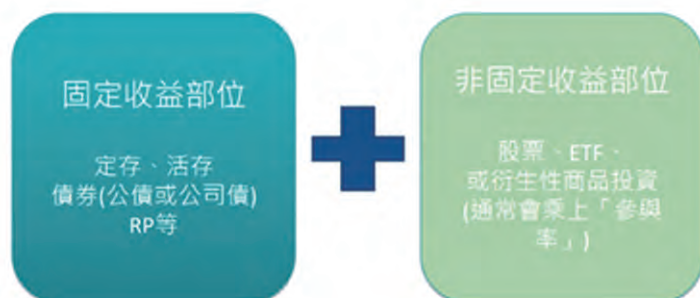 固定收益部位
定存、活存
債券(公債或公司債)
RP等
非固定收益部位
股票、ETF、
或衍生性商品投資
(通常會乘上「參與
率」)